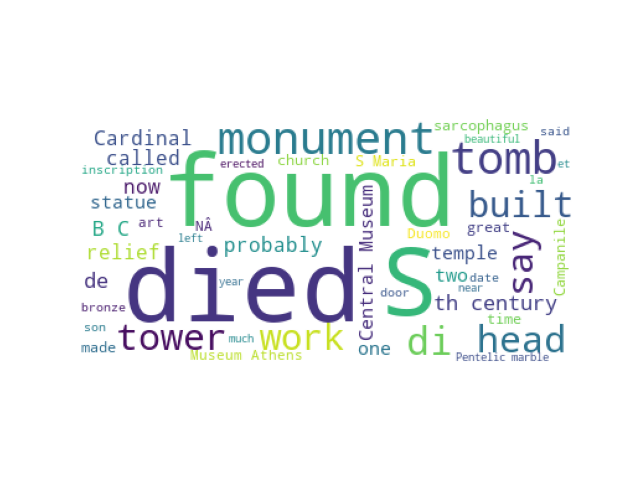 sarcophagus
said
Cardinal
monument
beautiful
called
found
erected
church
S Maria
tomb
et
inscription
la
now
statue
built
art
NÂ
B C
great
Duomo
left
probably
Central Museum
say
Campanile
relief
died
S
temple
de
year
door
two
date
near
bronze
th century
son
tower
much
work
di
time
head
made
Museum Athens
one
Pentelic marble